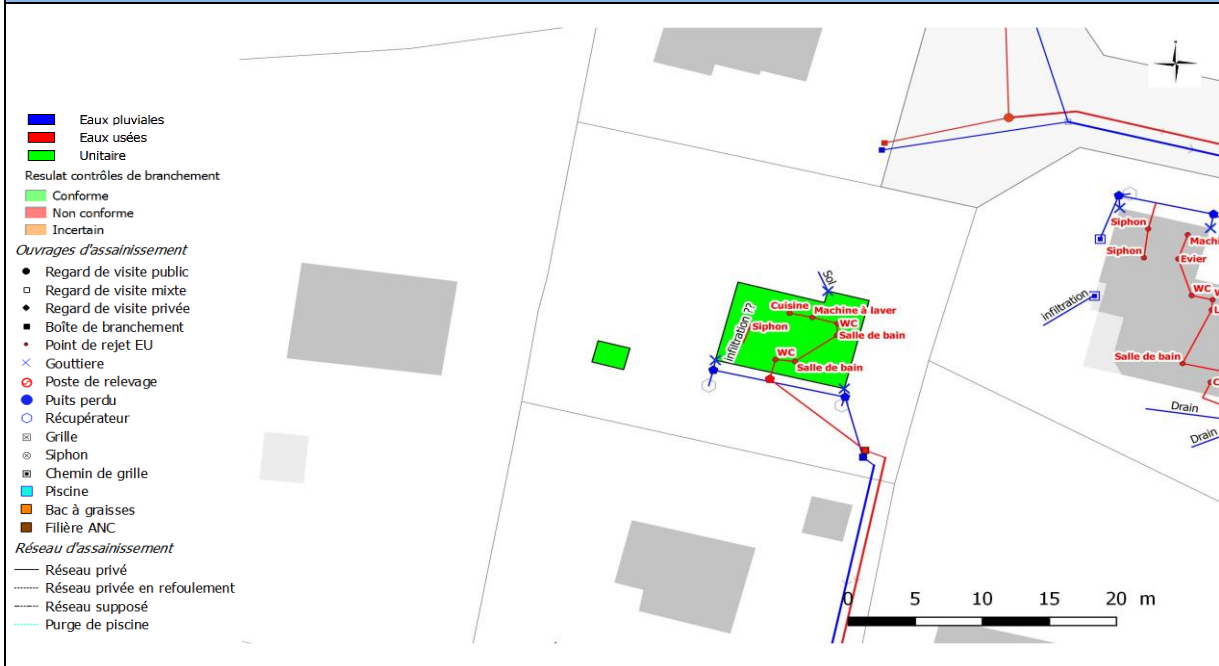 Eaux pluviales
Eaux usées
Unitaire
Resulat contrôles de branchement
Conforme
Non conforme
Incertain
Ouvrages d'assainissement
Regard de visite public
Regard de visite mixte
Regard de visite privée
Boîte de branchement
Point de rejet EU
Gouttiere
Poste de relevage
Puits perdu
Récupérateur
Grille
Siphon
Chemin de grille
Piscine
Bac à graisses
Filière ANC
Réseau d'assainissement
Réseau privé
Réseau privée en refoulement
Réseau supposé
Purge de piscine
Sol
Cuisine
Machine à laver
Infiltration ??
Siphon
WC
Salle de bain
WC
Salle de bain
Siphon
Machi
Siphon
Evier
infiltration
WC
W
L
Salle de bain
C
Drain
Drain
0 5 10 15 20 m